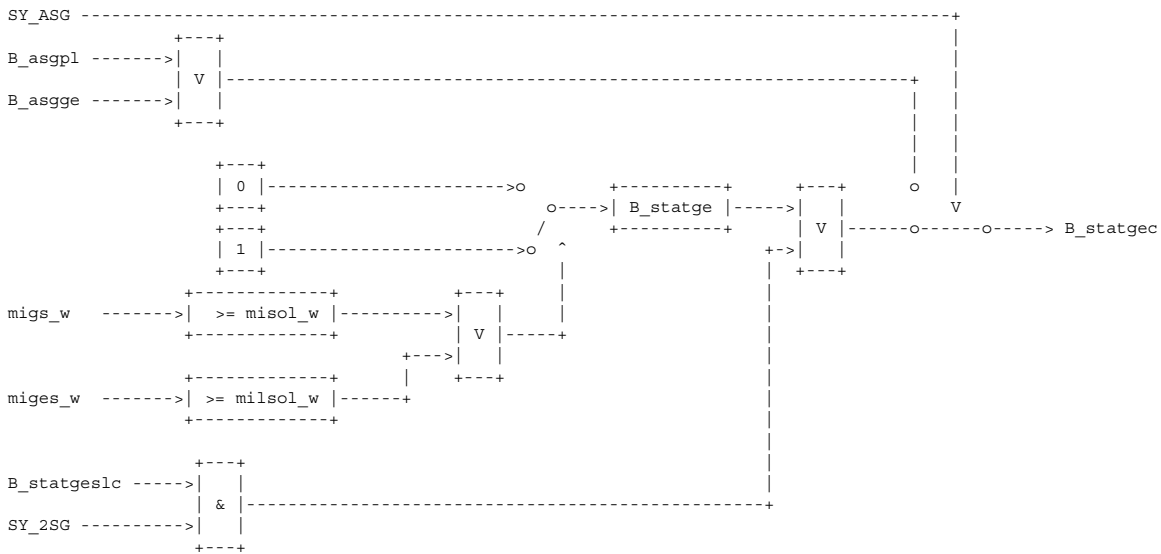 SY_ASG
B_asgpl
V
B_asgge
0
B_statge
V
B_statgec
1
migs_w
>= misol_w
V
miges_w
>= milsol_w
B_statgeslc
&
SY_2SG